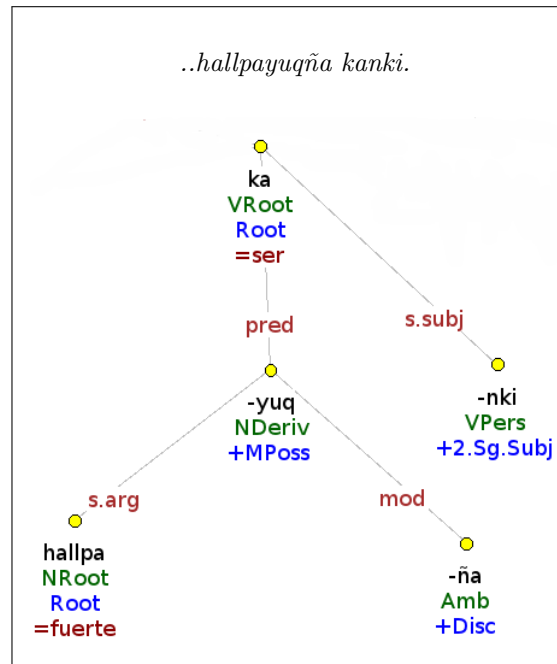 ..hallpayuqña kanki.
ka
VRoot
Root
=ser
pred
s.subj
-yuq
NDeriv
+MPoss
-nki
VPers
+2.Sg.Subj
s.arg
mod
hallpa
NRoot
Root
=fuerte
-ña
Amb
+Disc